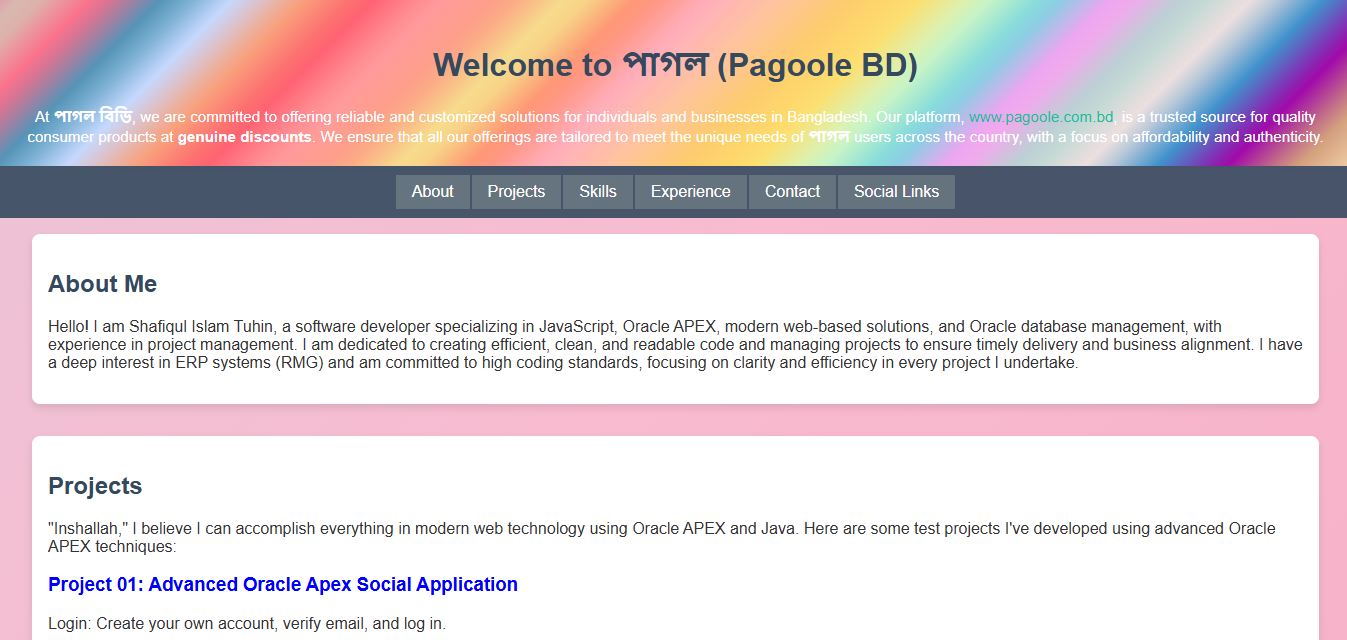 Welcome to পাগল (Pagoole BD)
At পাগল বিডি, we are committed to offering reliable and customized solutions for individuals and businesses in Bangladesh. Our platform, www.pagoole.com.bd, is a trusted source for quality
consumer products at genuine discounts. We ensure that all our offerings are tailored to meet the unique needs of পাগল users across the country, with a focus on affordability and authenticity.
About Projects Skills Experience Contact Social Links
About Me
Hello! I am Shafiqul Islam Tuhin, a software developer specializing in JavaScript, Oracle APEX, modern web-based solutions, and Oracle database management, with
experience in project management. I am dedicated to creating efficient, clean, and readable code and managing projects to ensure timely delivery and business alignment. I have
a deep interest in ERP systems (RMG) and am committed to high coding standards, focusing on clarity and efficiency in every project I undertake.
Projects
"Inshallah," I believe I can accomplish everything in modern web technology using Oracle APEX and Java. Here are some test projects I've developed using advanced Oracle
APEX techniques:
Project 01: Advanced Oracle Apex Social Application
Login: Create your own account, verify email, and log in.